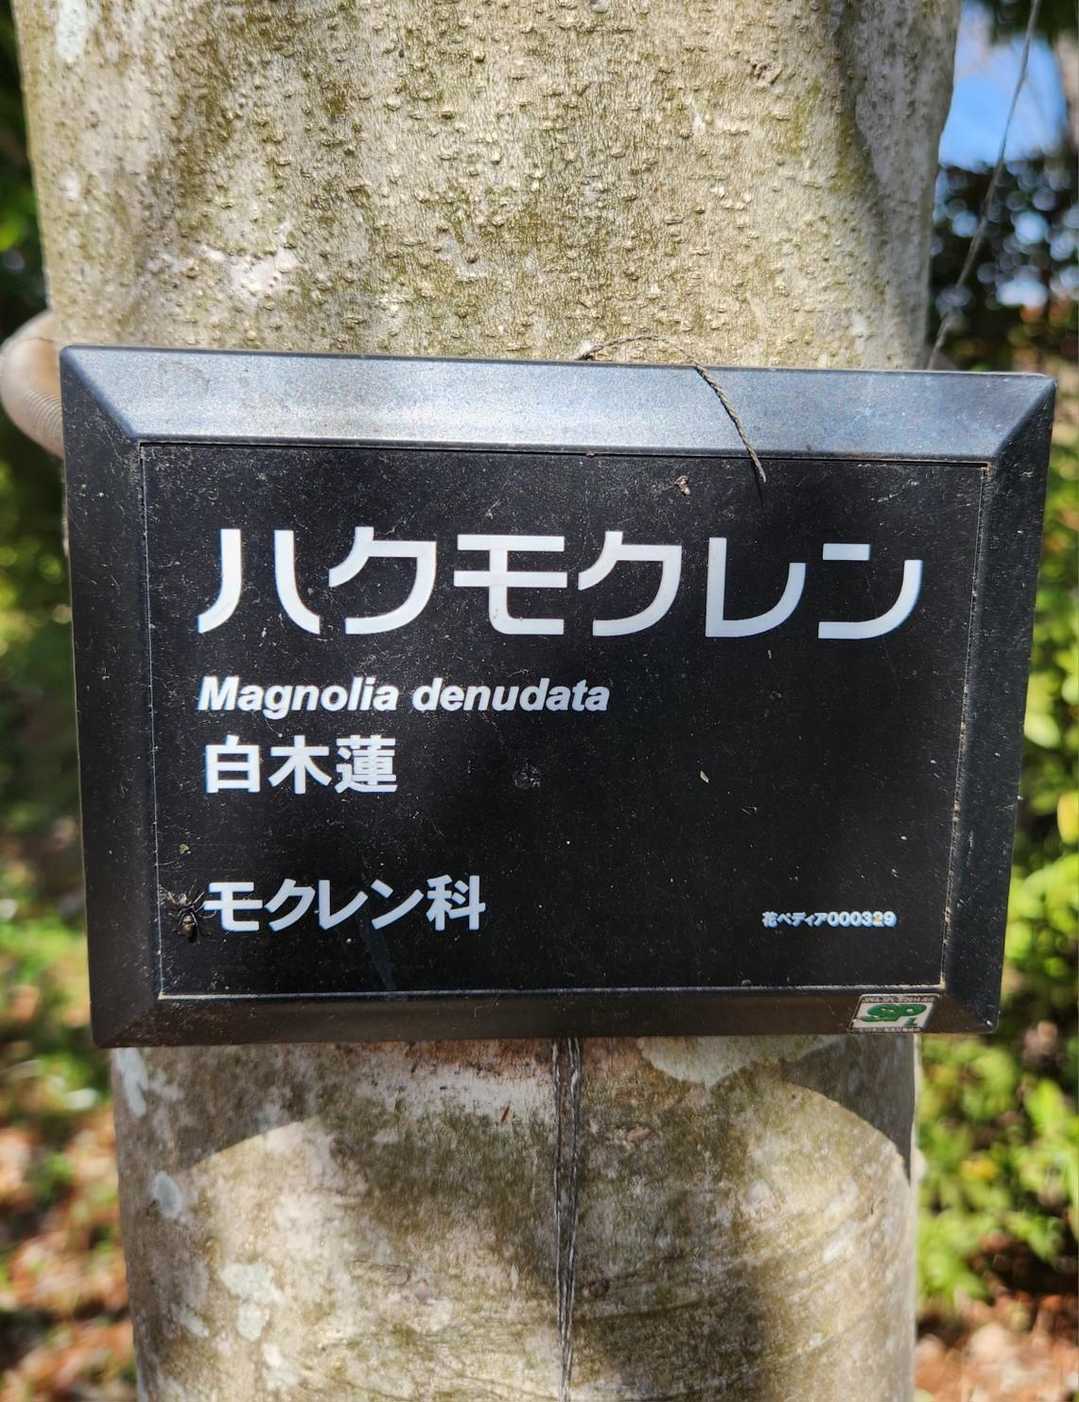 ハクモクレン
Magnolia denudata
白木蓮
モクレン科
花ペディア000329